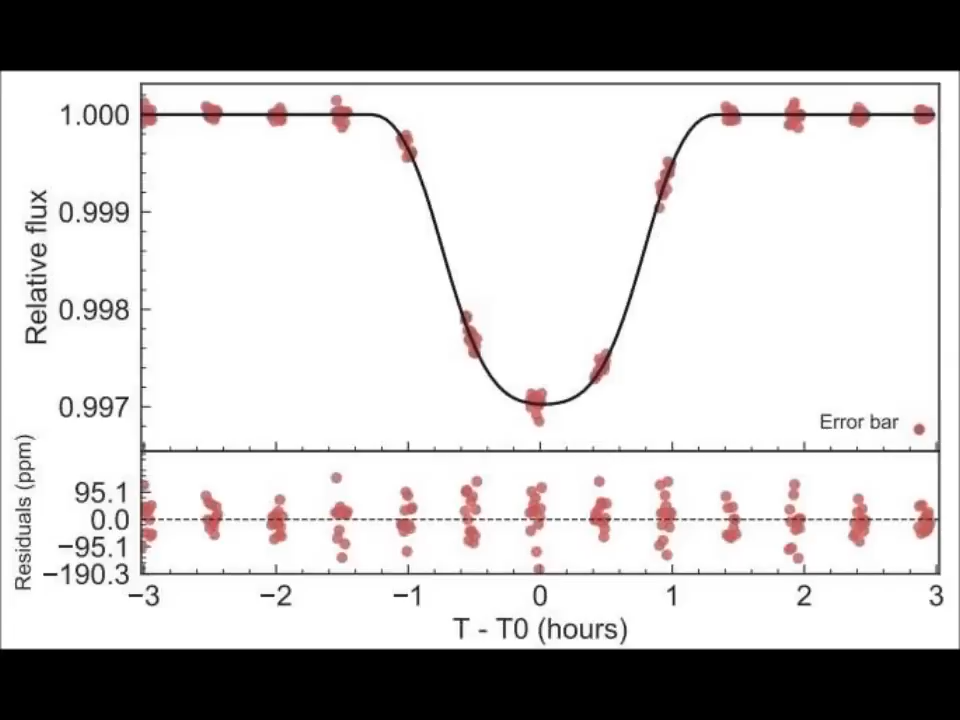 Relative flux
1.000
0.999
0.998
0.997
Error bar
Residuals (ppm)
95.1
0.0
−95.1
−190.3
−3 −2 −1 0 1 2 3
T - T0 (hours)